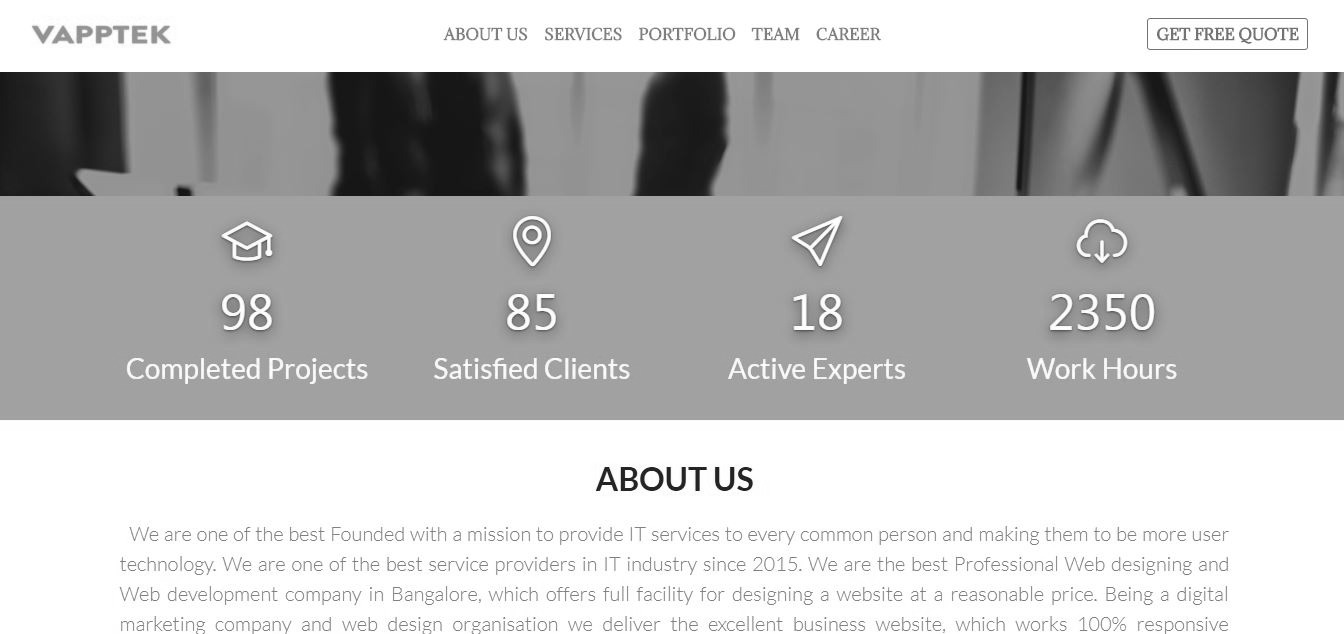 VAPPTEK
ABOUT US SERVICES PORTFOLIO TEAM CAREER
GET FREE QUOTE
98 85 18 2350
Completed Projects Satisfied Clients Active Experts Work Hours
ABOUT US
We are one of the best Founded with a mission to provide IT services to every common person and making them to be more user
technology. We are one of the best service providers in IT industry since 2015. We are the best Professional Web designing and
Web development company in Bangalore, which offers full facility for designing a website at a reasonable price. Being a digital
marketing company and web design organisation we deliver the excellent business website, which works 100% responsive